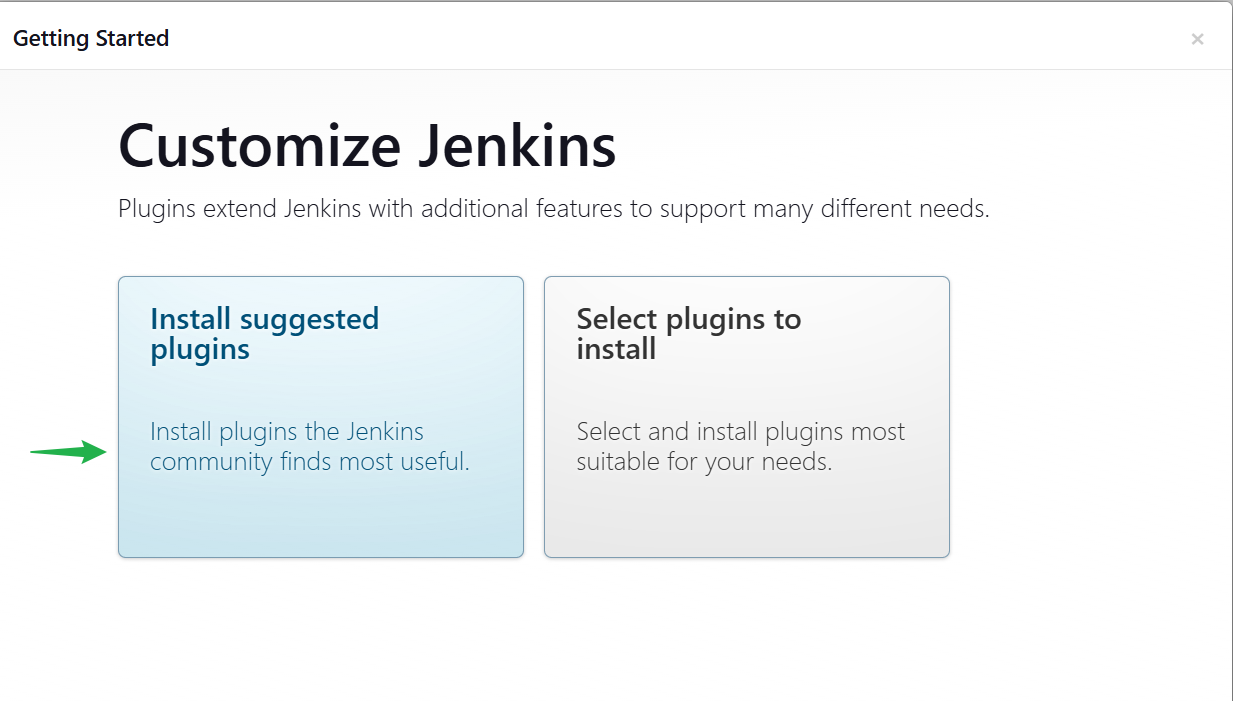 Getting Started
×
Customize Jenkins
Plugins extend Jenkins with additional features to support many different needs.
Install suggested
plugins
Install plugins the Jenkins
community finds most useful.
Select plugins to
install
Select and install plugins most
suitable for your needs.